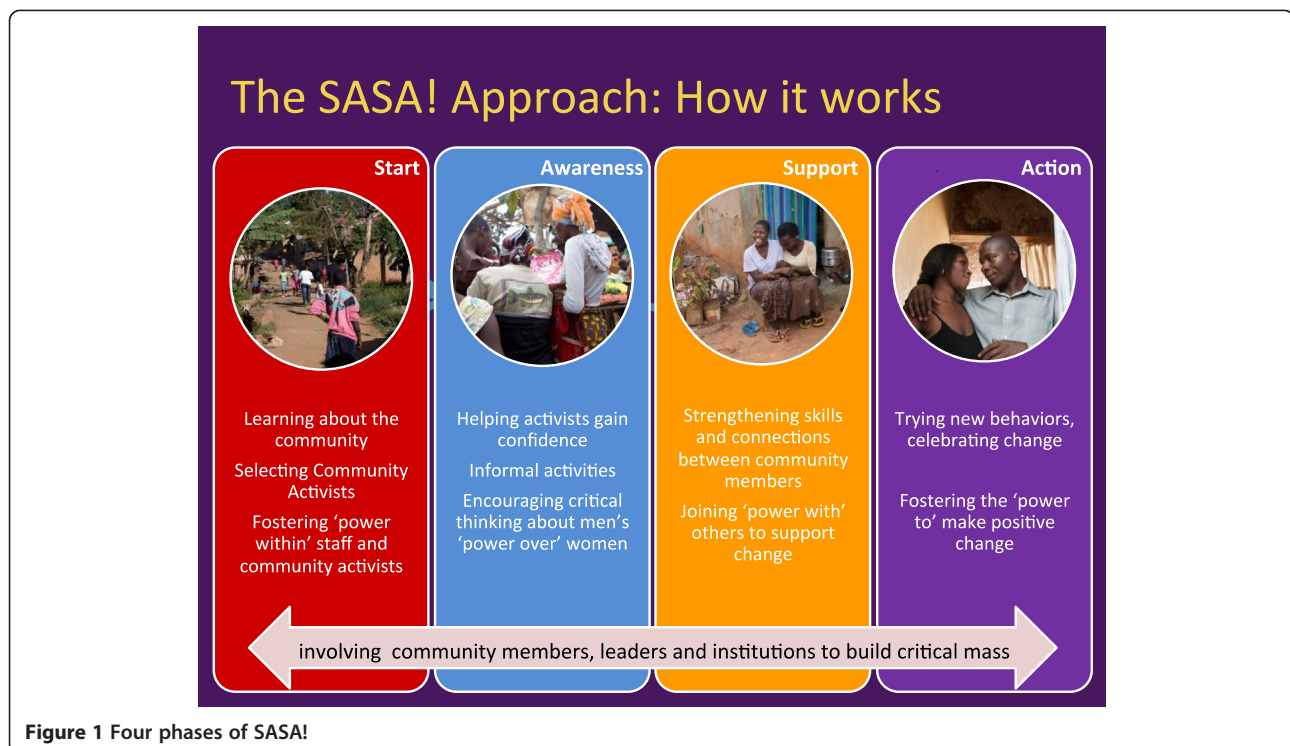 The SASA! Approach: How it works
Start
Learning about the
community
Selecting Community
Activists
Fostering ‘power
within’ staff and
community activists
Awareness
Helping activists gain
confidence
Informal activities
Encouraging critical
thinking about men’s
‘power over’ women
Support
Strengthening skills
and connections
between community
members
Joining ‘power with’
others to support
change
Action
Trying new behaviors,
celebrating change
Fostering the ‘power
to’ make positive
change
involving community members, leaders and institutions to build critical mass
Figure 1 Four phases of SASA!